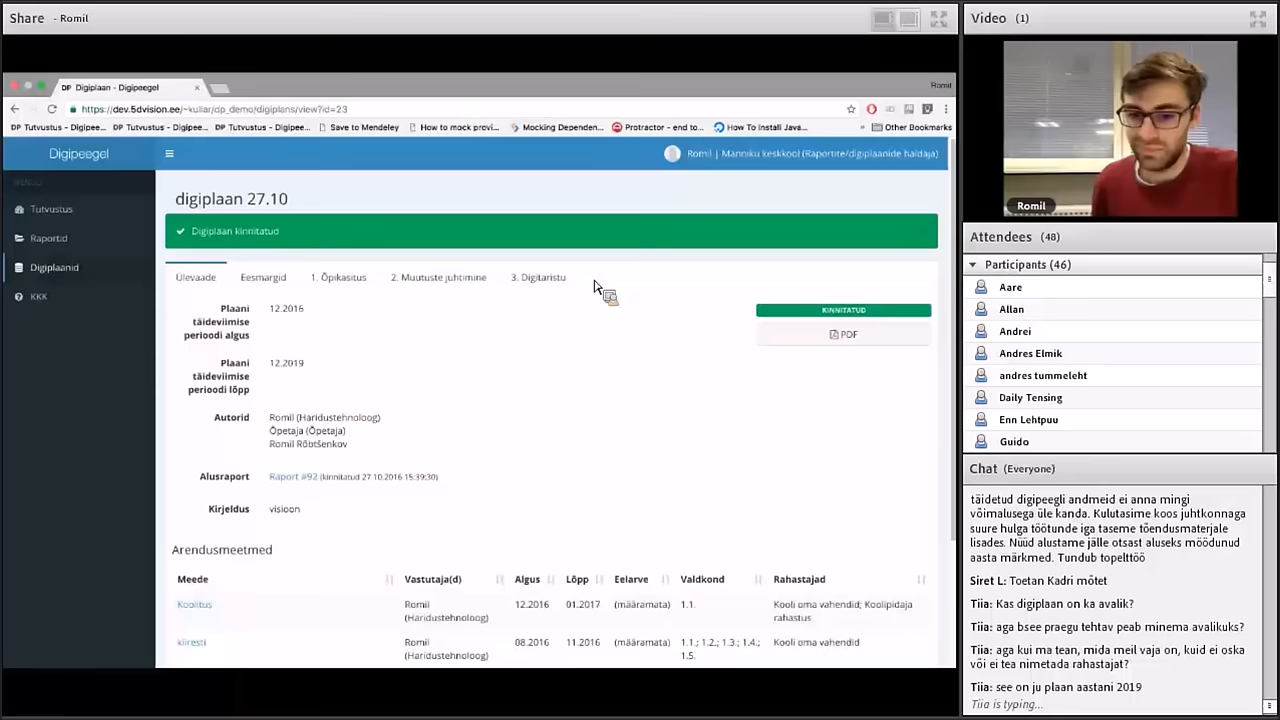 Share - Romil
DP Digiplaan - Digipeegel
Romil
https://dev.5dvision.ee/~kullar/dp_demo/digiplans/view?id=23
DP Tutvustus - Digipee... DP Tutvustus - Digipee... DP Tutvustus - Digipee... Save to Mendeley How to mock provi... Mocking Dependen... Protractor - end to... How To Install Java... » Other Bookmarks
Digipeegel
Romil | Männiku keskkool (Raportite/digiplaanide haldaja)
MENÜÜ
Tutvustus
Raportid
Digiplaanid
KKK
digiplaan 27.10
Digiplaan kinnitatud
Ülevaade Eesmärgid 1. Õpikäsitus 2. Muutuste juhtimine 3. Digitaristu
Plaani täideviimise perioodi algus 12.2016
KINNITATUD
PDF
Plaani täideviimise perioodi lõpp 12.2019
Autorid
Romil (Haridustehnoloog)
Õpetaja (Õpetaja)
Romil Rõbtšenkov
Alusraport Raport #92 (kinnitatud 27.10.2016 15:39:30)
Kirjeldus visioon
Arendusmeetmed
Meede Vastutaja(d) Algus Lõpp Eelarve Valdkond Rahastajad
Koolitus Romil (Haridustehnoloog) 12.2016 01.2017 (määramata) 1.1. Kooli oma vahendid; Koolipidaja rahastus
kiiresti Romil (Haridustehnoloog) 08.2016 11.2016 (määramata) 1.1.; 1.2.; 1.3.; 1.4.; 1.5. Kooli oma vahendid
Video (1)
Romil
Attendees (48)
Participants (46)
Aare
Allan
Andrei
Andres Elmik
andres tummeleht
Daily Tensing
Enn Lehtpuu
Guido
Chat (Everyone)
täidetud digipeegli andmeid ei anna mingi
võimalusega üle kanda. Kulutasime koos juhtkonnaga
suure hulga töötunde iga taseme tõendusmaterjale
lisades. Nüüd alustame jälle otsast aluseks möödunud
aasta märkmed. Tundub topelttöö
Siret L: Toetan Kadri mõtet
Tiia: Kas digiplaan on ka avalik?
Tiia: aga bsee praegu tehtav peab minema avalikuks?
Tiia: aga kui ma tean, mida meil vaja on, kuid ei oska
või ei tea nimetada rahastajat?
Tiia: see on ju plaan aastani 2019
Tiia is typing...